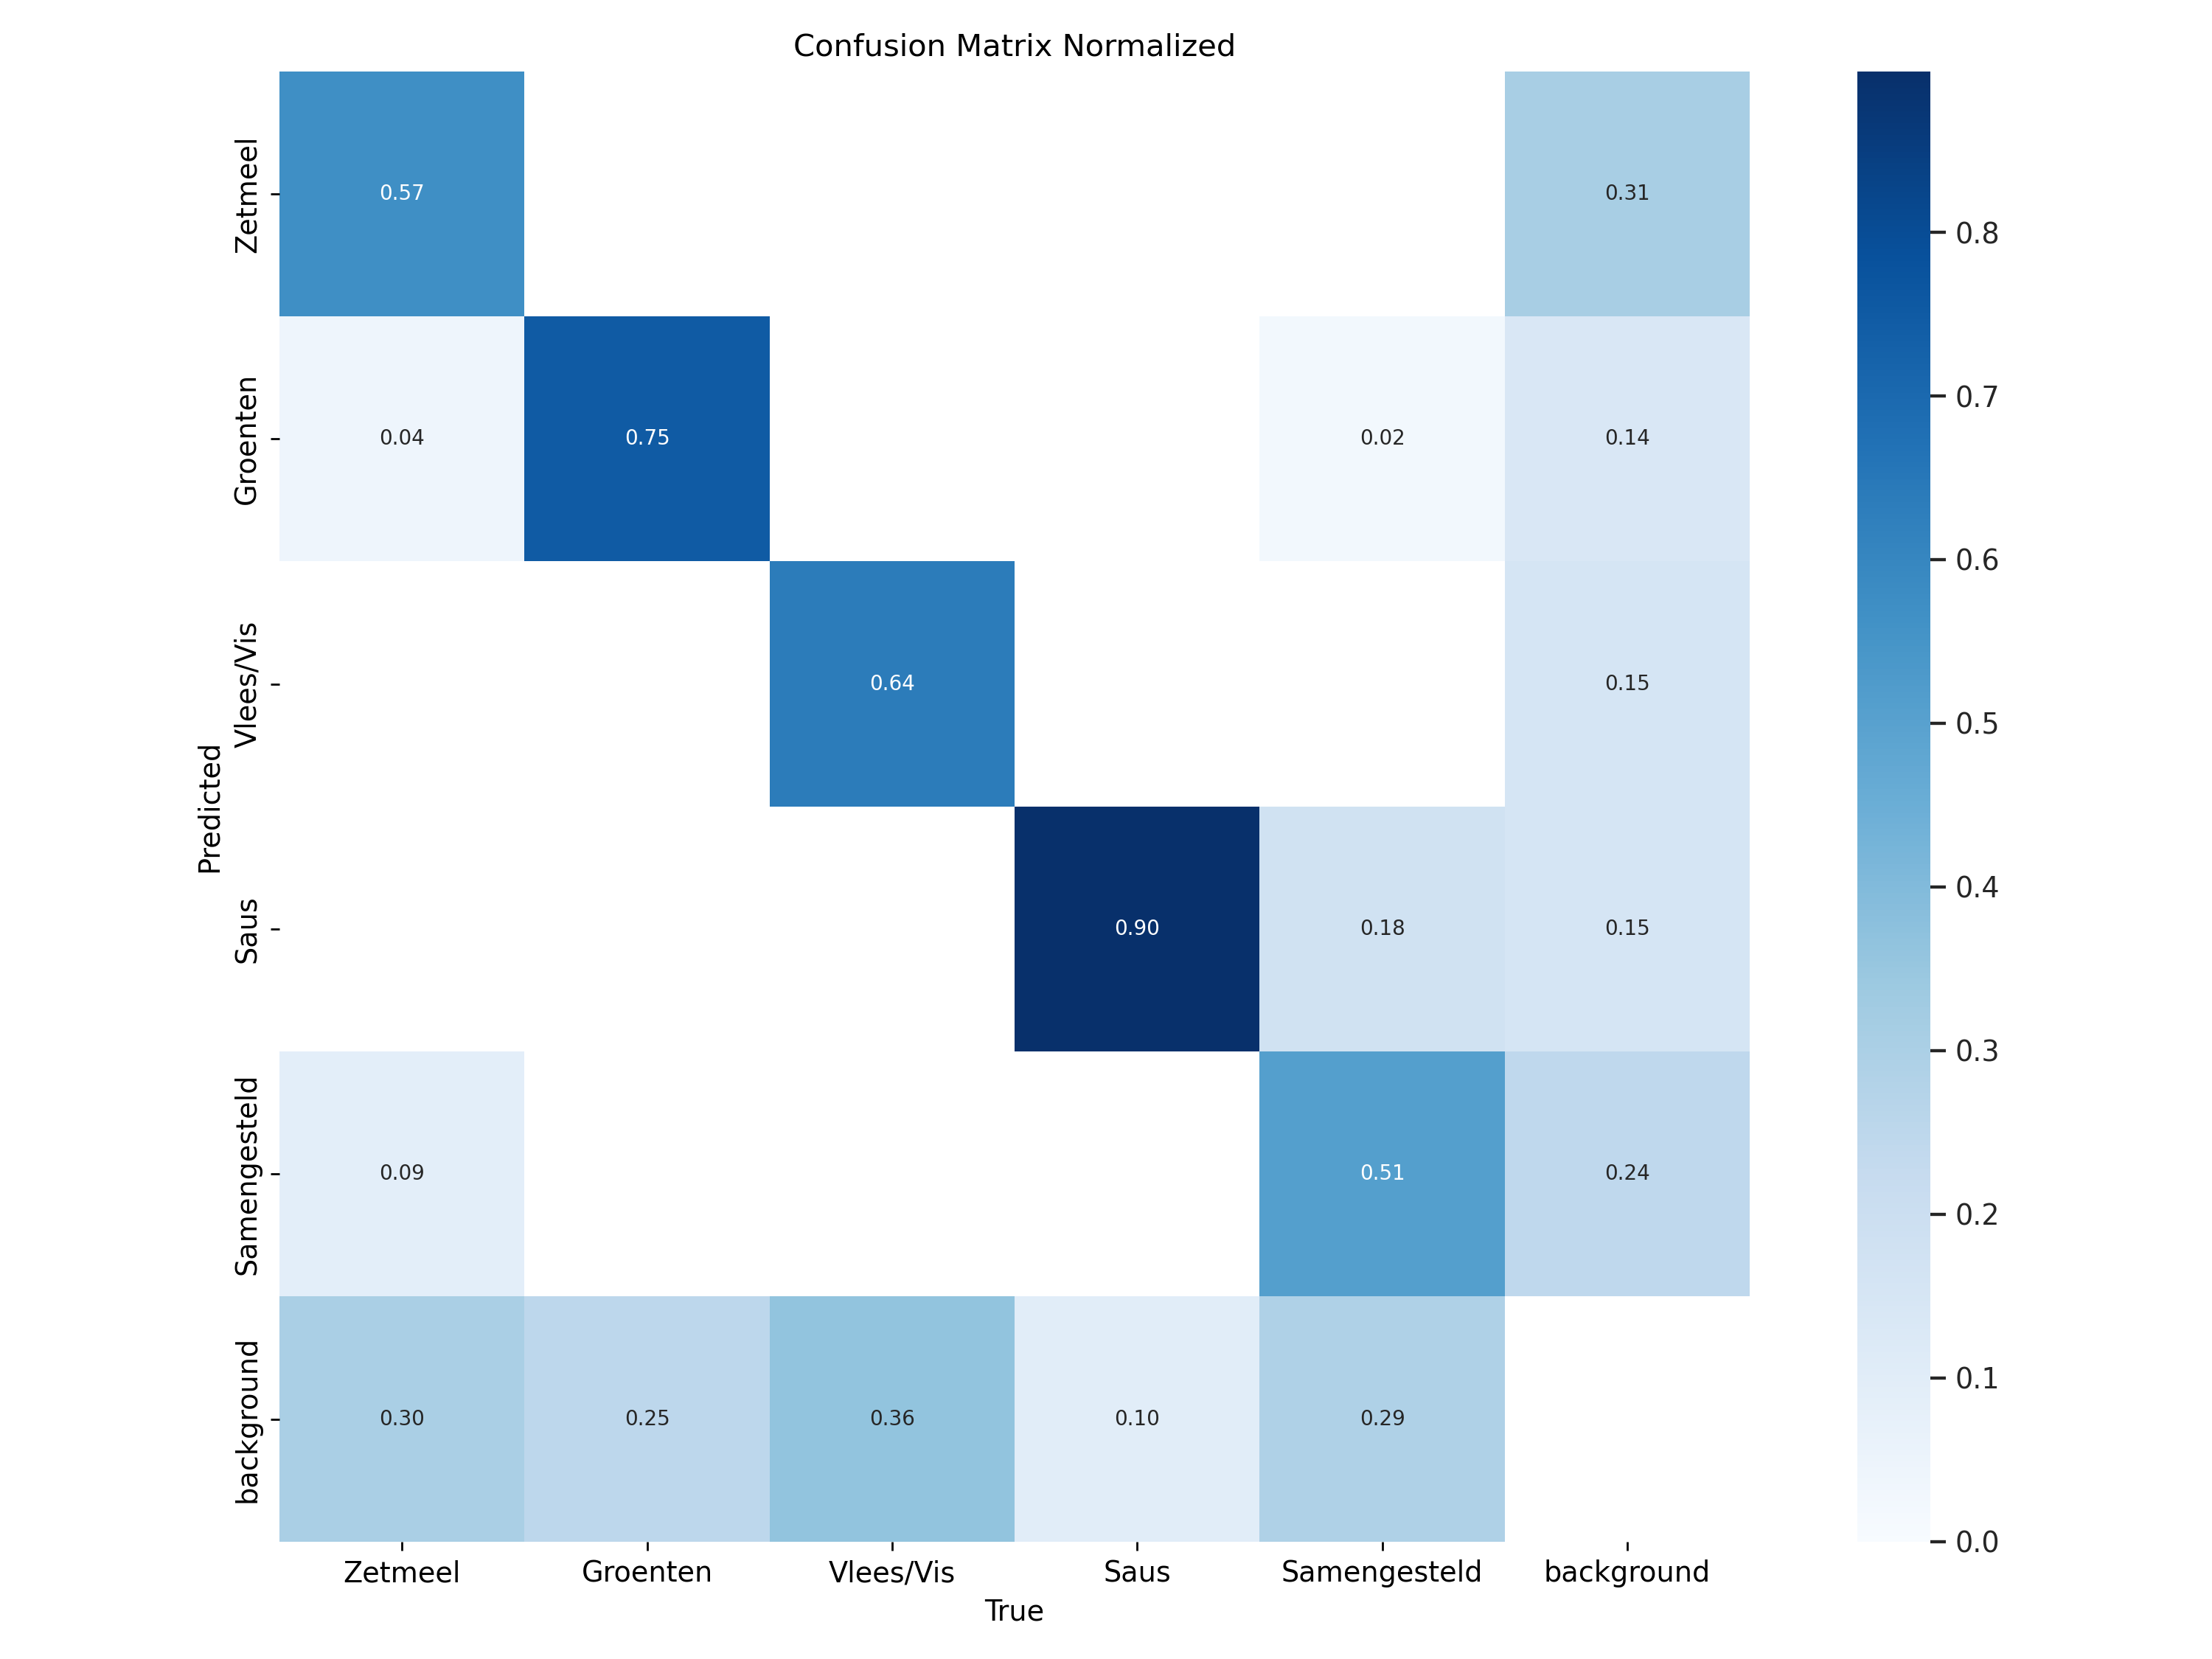 Confusion Matrix Normalized
Zetmeel
0.57
0.31
0.8
Groenten
0.04
0.75
0.02
0.14
0.7
0.6
Vlees/Vis
0.64
0.15
0.5
Predicted
Saus
0.90
0.18
0.15
0.4
0.3
Samengesteld
0.09
0.51
0.24
0.2
background
0.30
0.25
0.36
0.10
0.29
0.1
0.0
Zetmeel
Groenten
Vlees/Vis
Saus
Samengesteld
background
True